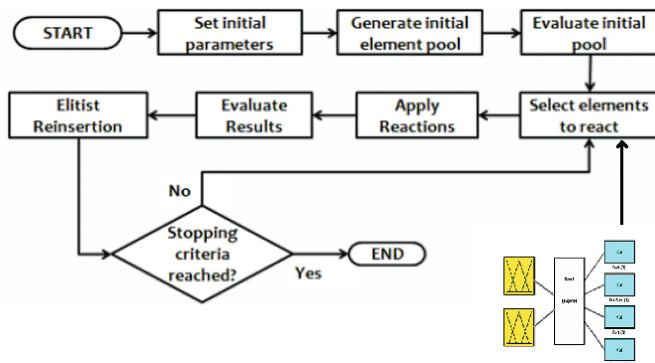 START
Set initial
parameters
Generate initial
element pool
Evaluate initial
pool
Elitist
Reinsertion
Evaluate
Results
Apply
Reactions
Select elements
to react
No
Stopping
criteria
reached?
Yes
END